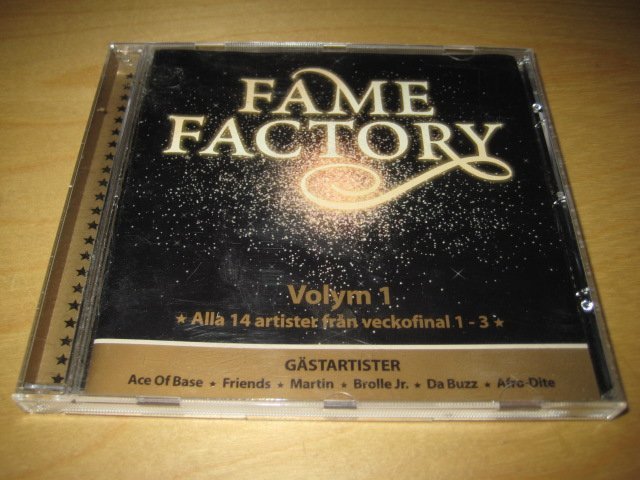 FAME
FACTORY
Volym 1
★ Alla 14 artister från veckofinal 1 - 3 ★
GÄSTARTISTER
Ace Of Base ★ Friends ★ Martin ★ Brolle Jr. ★ Da Buzz ★ Afro-Dite